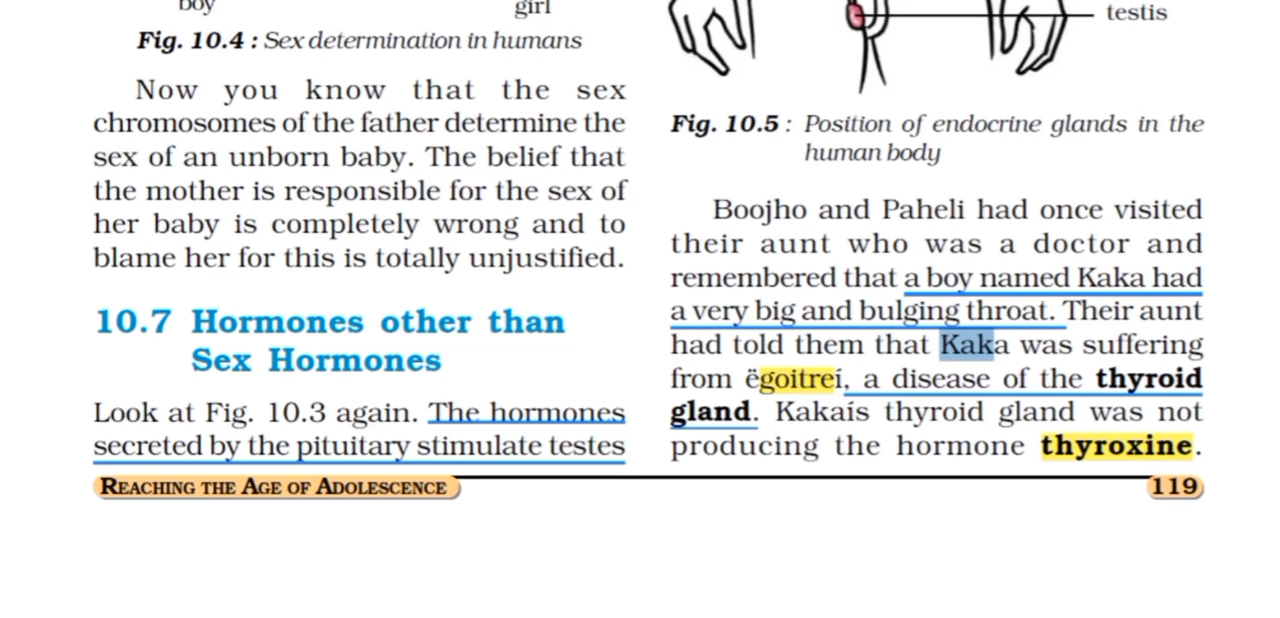 boy girl
Fig. 10.4 : Sex determination in humans
Now you know that the sex
chromosomes of the father determine the
sex of an unborn baby. The belief that
the mother is responsible for the sex of
her baby is completely wrong and to
blame her for this is totally unjustified.
10.7 Hormones other than
Sex Hormones
Look at Fig. 10.3 again. The hormones
secreted by the pituitary stimulate testes
testis
Fig. 10.5 : Position of endocrine glands in the
human body
Boojho and Paheli had once visited
their aunt who was a doctor and
remembered that a boy named Kaka had
a very big and bulging throat. Their aunt
had told them that Kaka was suffering
from ëgoitreí, a disease of the thyroid
gland. Kakaís thyroid gland was not
producing the hormone thyroxine.
REACHING THE AGE OF ADOLESCENCE
119